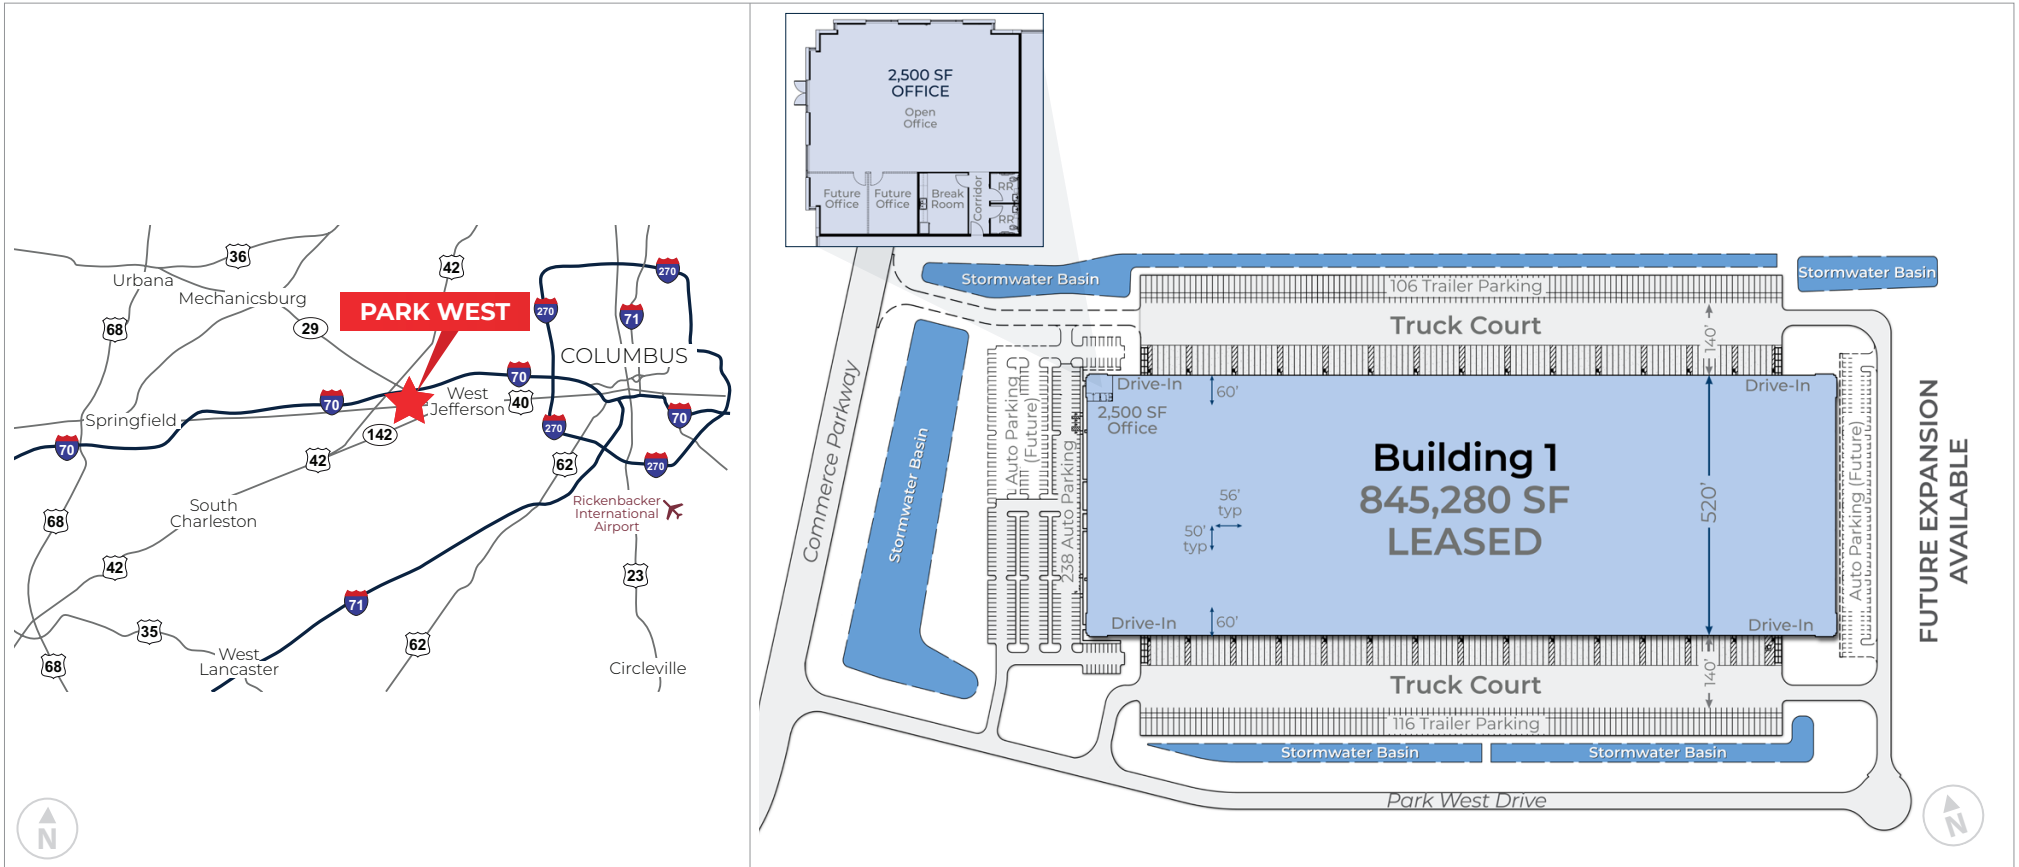 36
42
Urbana
270
Mechanicsburg
PARK WEST
270
71
68
29
COLUMBUS
70
West
Jefferson
40
70
Springfield
142
70
270
70
42
62
270
South
Charleston
Rickenbacker
International
Airport
68
42
23
71
35
62
West
Lancaster
68
Circleville
N
2,500 SF
OFFICE
Open
Office
Future
Office
Future
Office
Break
Room
Corridor
RR
RR
Stormwater Basin
Stormwater Basin
106 Trailer Parking
Truck Court
140'
Commerce Parkway
Stormwater Basin
Auto Parking
(Future)
238 Auto Parking
Drive-In
60'
Drive-In
2,500 SF
Office
Building 1
845,280 SF
LEASED
56'
typ
50'
typ
520'
Auto Parking (Future)
FUTURE EXPANSION
AVAILABLE
Drive-In
60'
Drive-In
140'
Truck Court
116 Trailer Parking
Stormwater Basin
Stormwater Basin
Park West Drive
N